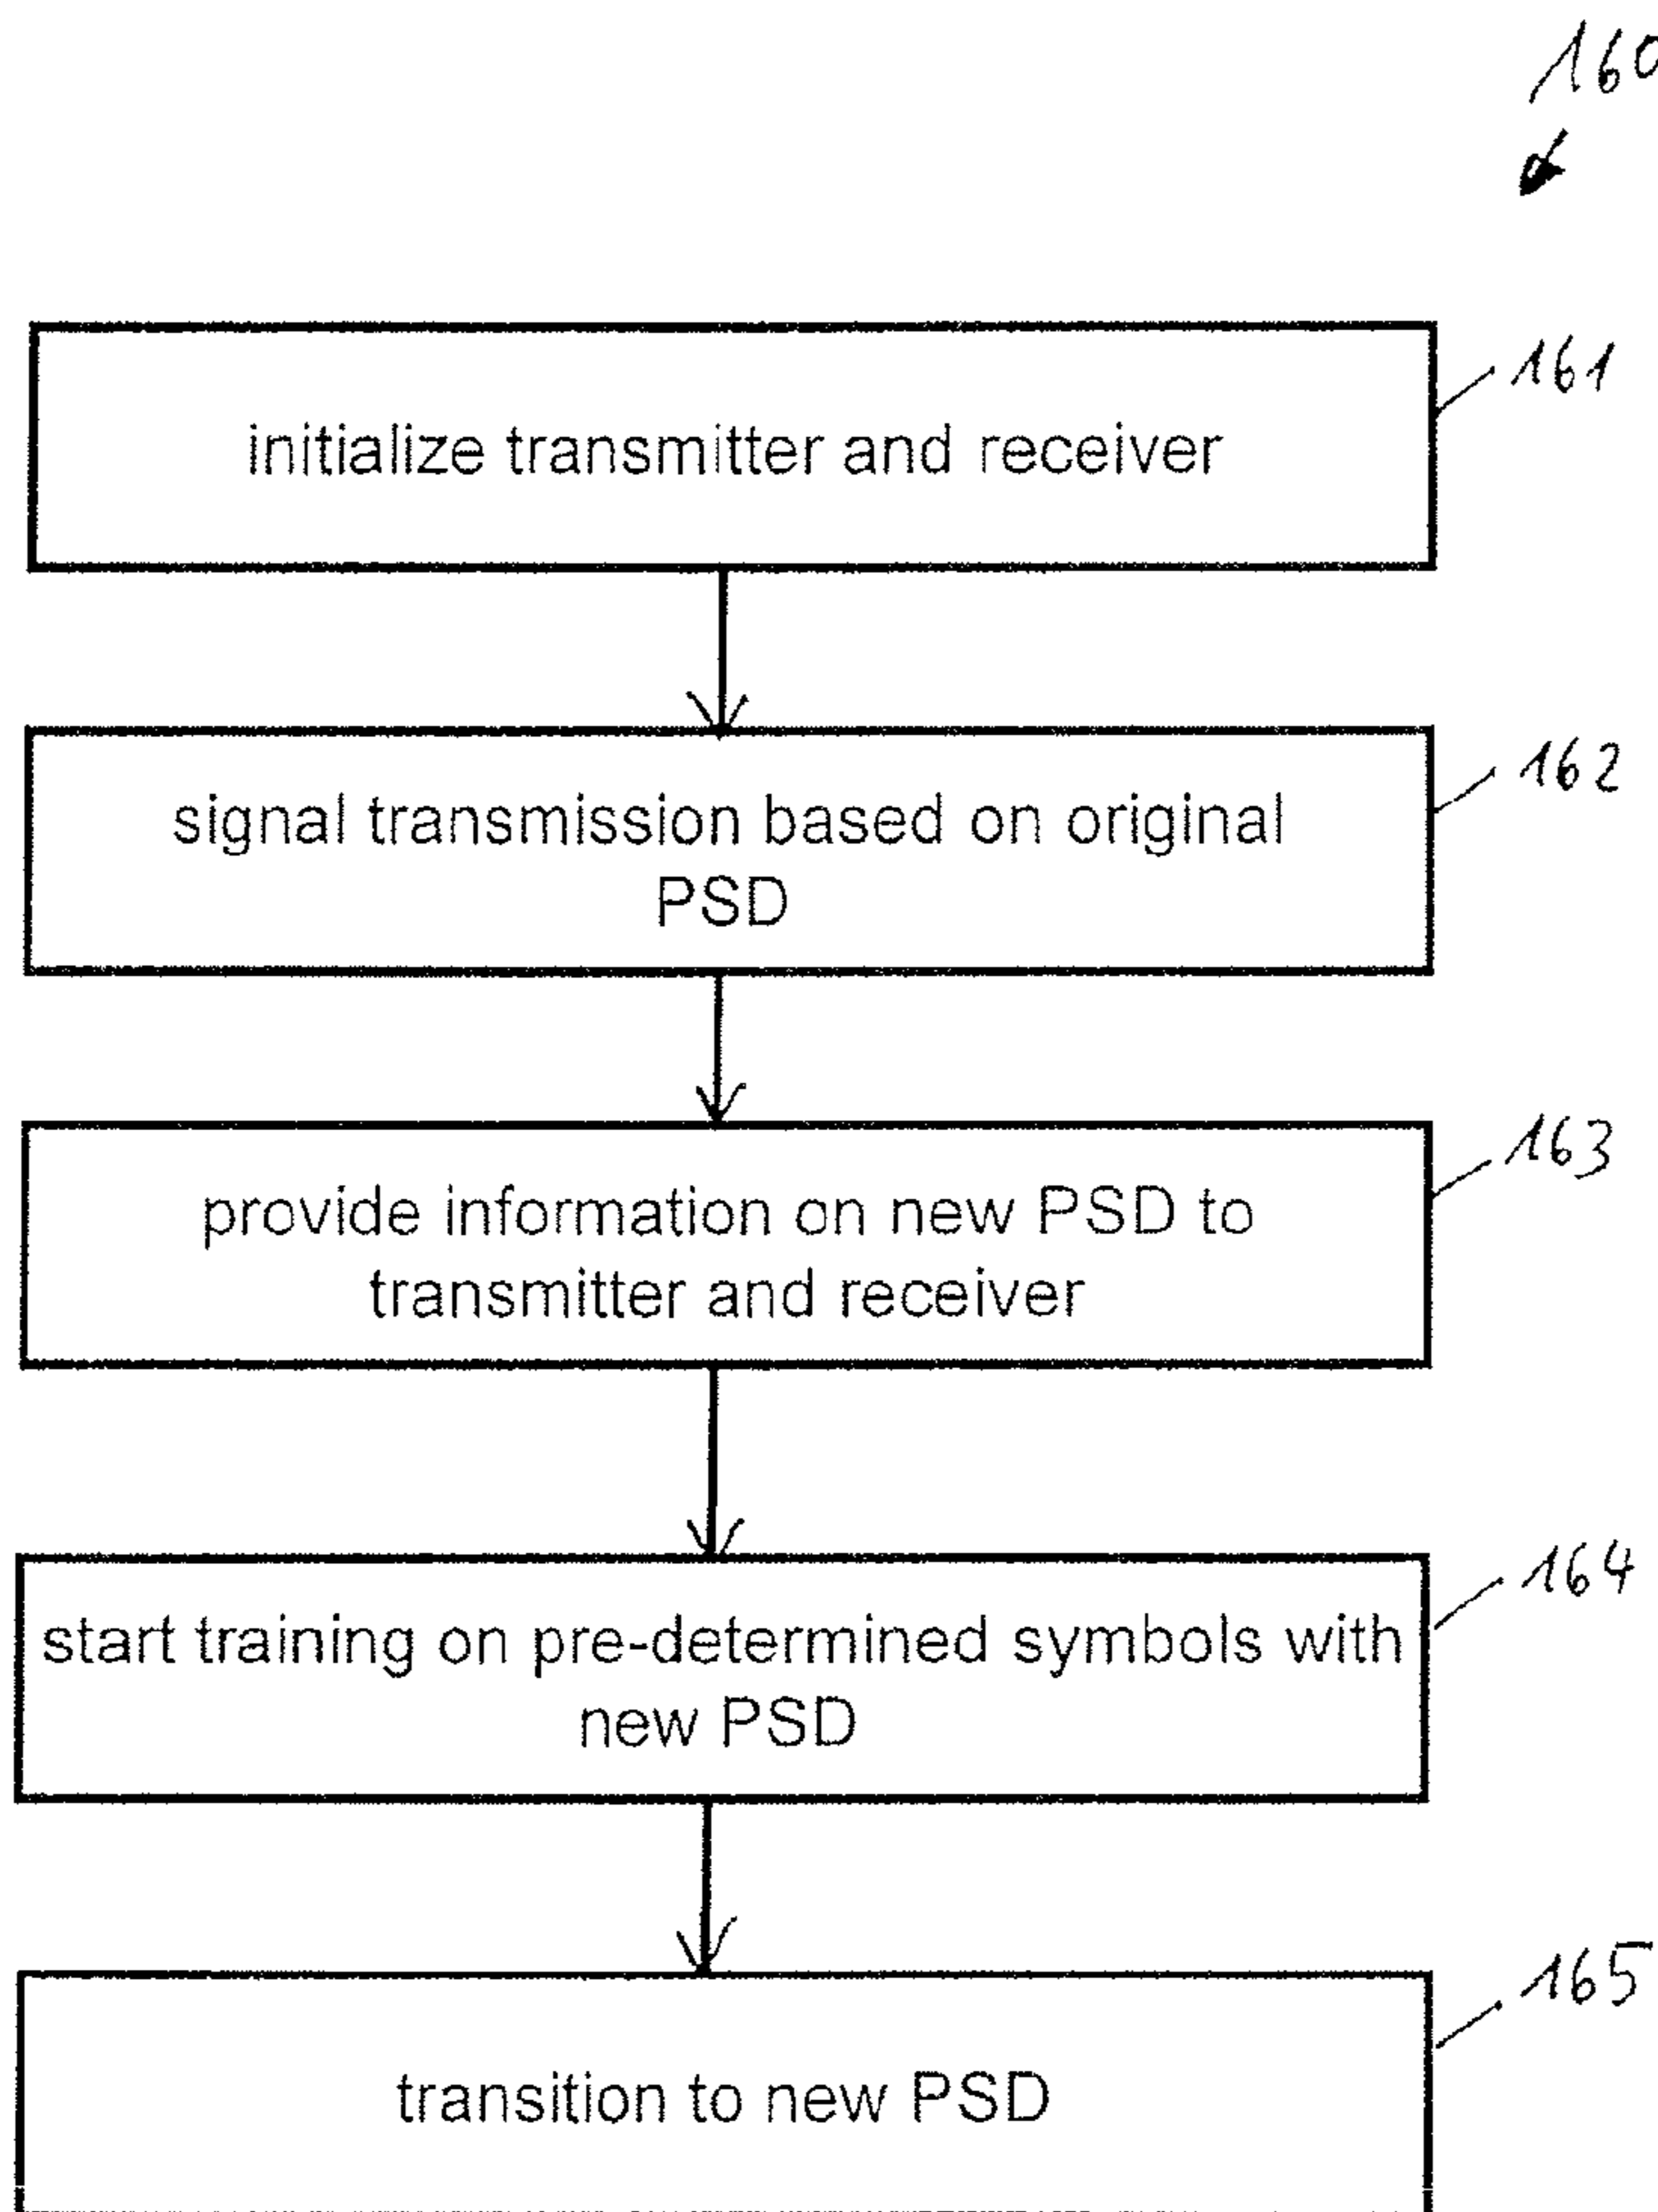 160
161
initialize transmitter and receiver
162
signal transmission based on original
PSD
163
provide information on new PSD to
transmitter and receiver
164
start training on pre-determined symbols with
new PSD
165
transition to new PSD